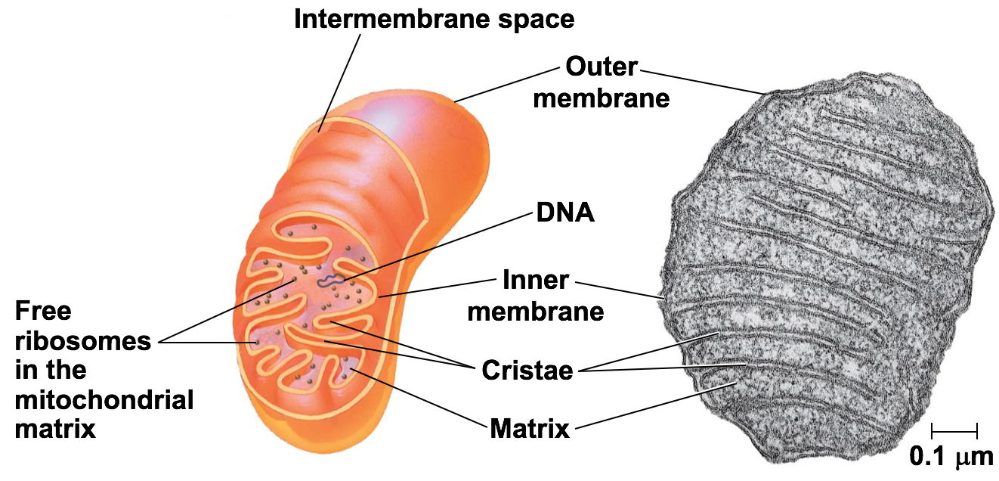 Intermembrane space
Outer
membrane
DNA
Inner
membrane
Free
ribosomes
in the
mitochondrial
matrix
Cristae
Matrix
0.1 μm